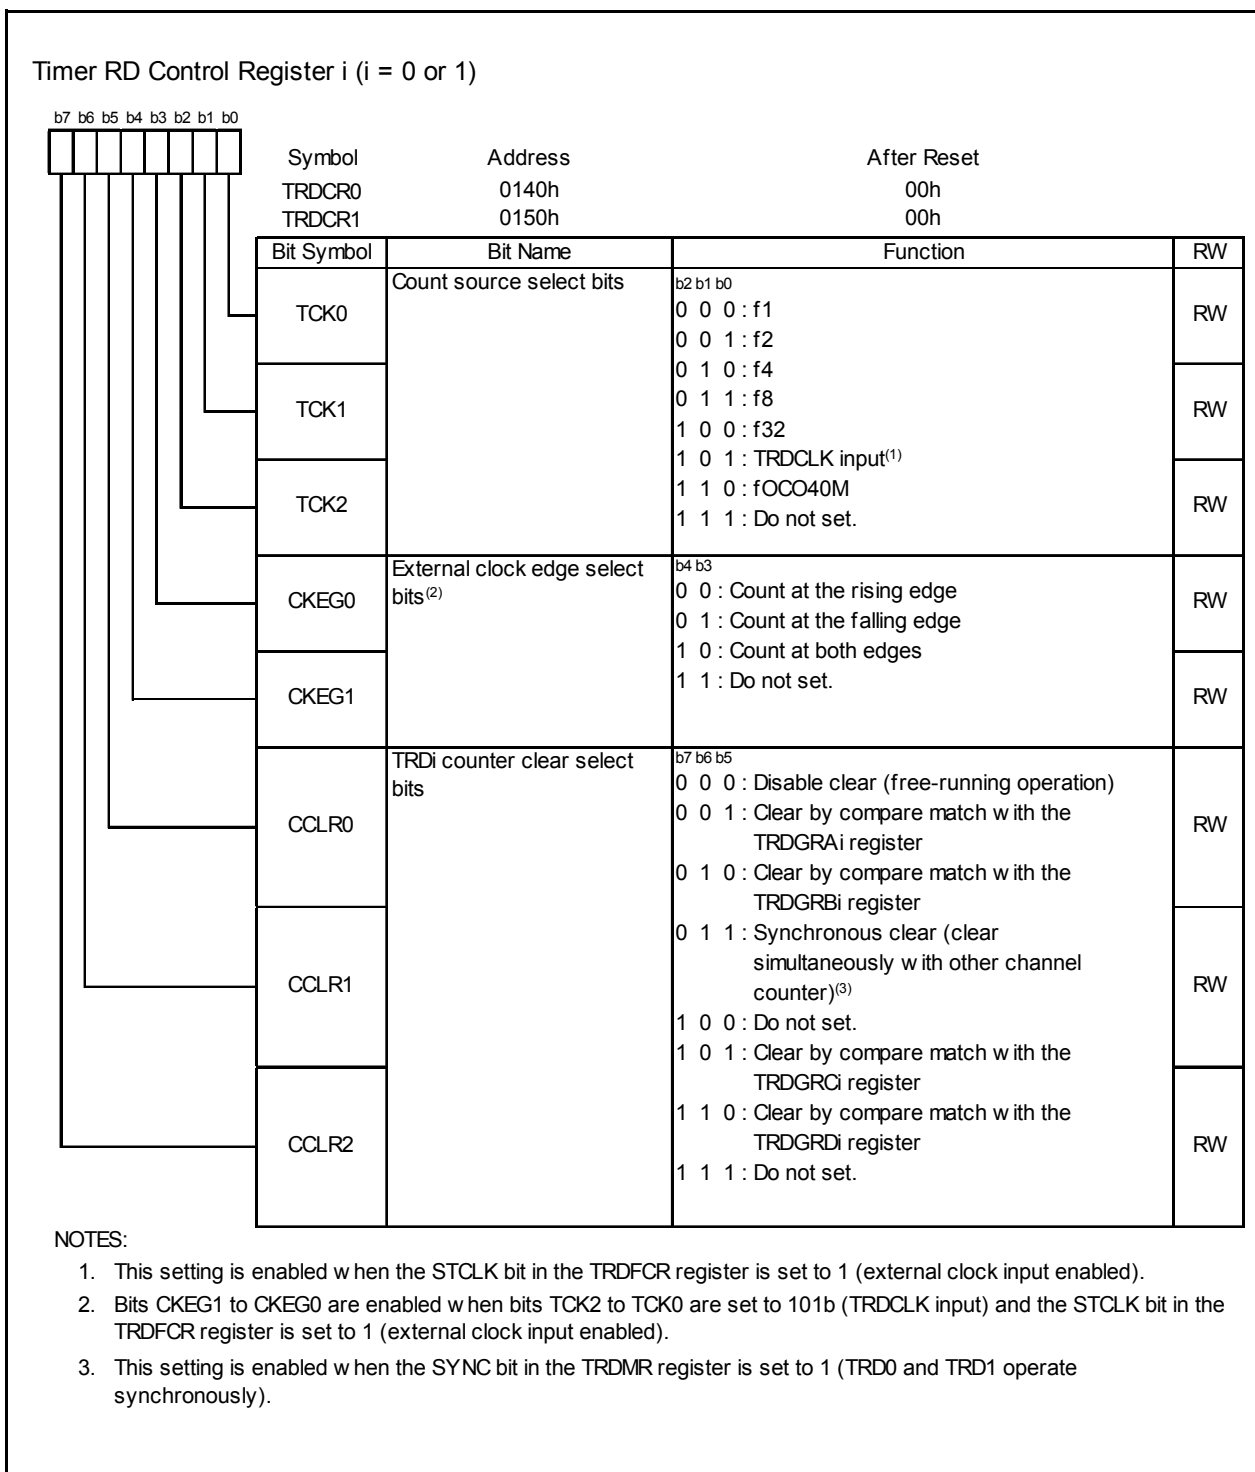 Timer RD Control Register i (i = 0 or 1)
b7 b6 b5 b4 b3 b2 b1 b0
Symbol Address After Reset
TRDCR0 0140h 00h
TRDCR1 0150h 00h
Bit Symbol Bit Name Function RW
TCK0 Count source select bits RW
b2 b1 b0
0 0 0 : f1
0 0 1 : f2
0 1 0 : f4
TCK1 RW
0 1 1 : f8
1 0 0 : f32
1 0 1 : TRDCLK input(1)
TCK2 RW
1 1 0 : fOCO40M
1 1 1 : Do not set.
CKEG0 RW
External clock edge select
bits(2)
b4 b3
0 0 : Count at the rising edge
0 1 : Count at the falling edge
1 0 : Count at both edges
CKEG1 RW
1 1 : Do not set.
CCLR0 RW
TRDi counter clear select
bits
b7 b6 b5
0 0 0 : Disable clear (free-running operation)
0 0 1 : Clear by compare match with the
TRDGRAi register
0 1 0 : Clear by compare match with the
TRDGRBi register
CCLR1 RW
0 1 1 : Synchronous clear (clear
simultaneously with other channel
counter)(3)
1 0 0 : Do not set.
1 0 1 : Clear by compare match with the
TRDGRCi register
CCLR2 RW
1 1 0 : Clear by compare match with the
TRDGRDi register
1 1 1 : Do not set.
NOTES:
1. This setting is enabled when the STCLK bit in the TRDFCR register is set to 1 (external clock input enabled).
2. Bits CKEG1 to CKEG0 are enabled when bits TCK2 to TCK0 are set to 101b (TRDCLK input) and the STCLK bit in the
TRDFCR register is set to 1 (external clock input enabled).
3. This setting is enabled when the SYNC bit in the TRDMR register is set to 1 (TRD0 and TRD1 operate
synchronously).